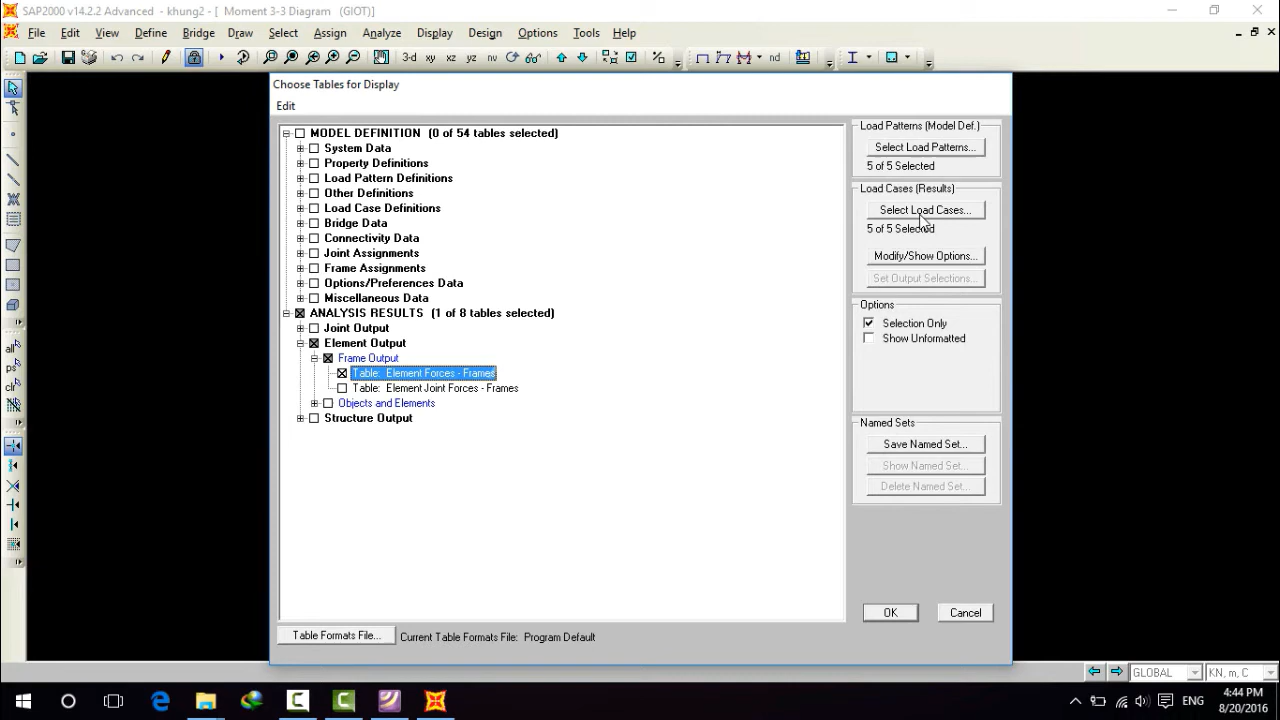 SAP2000 v14.2.2 Advanced - khung2 - [ Moment 3-3 Diagram (GIOT)]
File Edit View Define Bridge Draw Select Assign Analyze Display Design Options Tools Help
3-d xy xz yz nv nd
Choose Tables for Display
Edit
MODEL DEFINITION (0 of 54 tables selected)
System Data
Property Definitions
Load Pattern Definitions
Other Definitions
Load Case Definitions
Bridge Data
Connectivity Data
Joint Assignments
Frame Assignments
Options/Preferences Data
Miscellaneous Data
ANALYSIS RESULTS (1 of 8 tables selected)
Joint Output
Element Output
Frame Output
Table: Element Forces - Frames
Table: Element Joint Forces - Frames
Objects and Elements
Structure Output
Load Patterns (Model Def.)
Select Load Patterns...
5 of 5 Selected
Load Cases (Results)
Select Load Cases...
5 of 5 Selected
Modify/Show Options...
Set Output Selections...
Options
Selection Only
Show Unformatted
Named Sets
Save Named Set...
Show Named Set...
Delete Named Set...
OK
Cancel
Table Formats File...
Current Table Formats File: Program Default
all
ps
clr
GLOBAL
KN, m, C
ENG
4:44 PM
8/20/2016